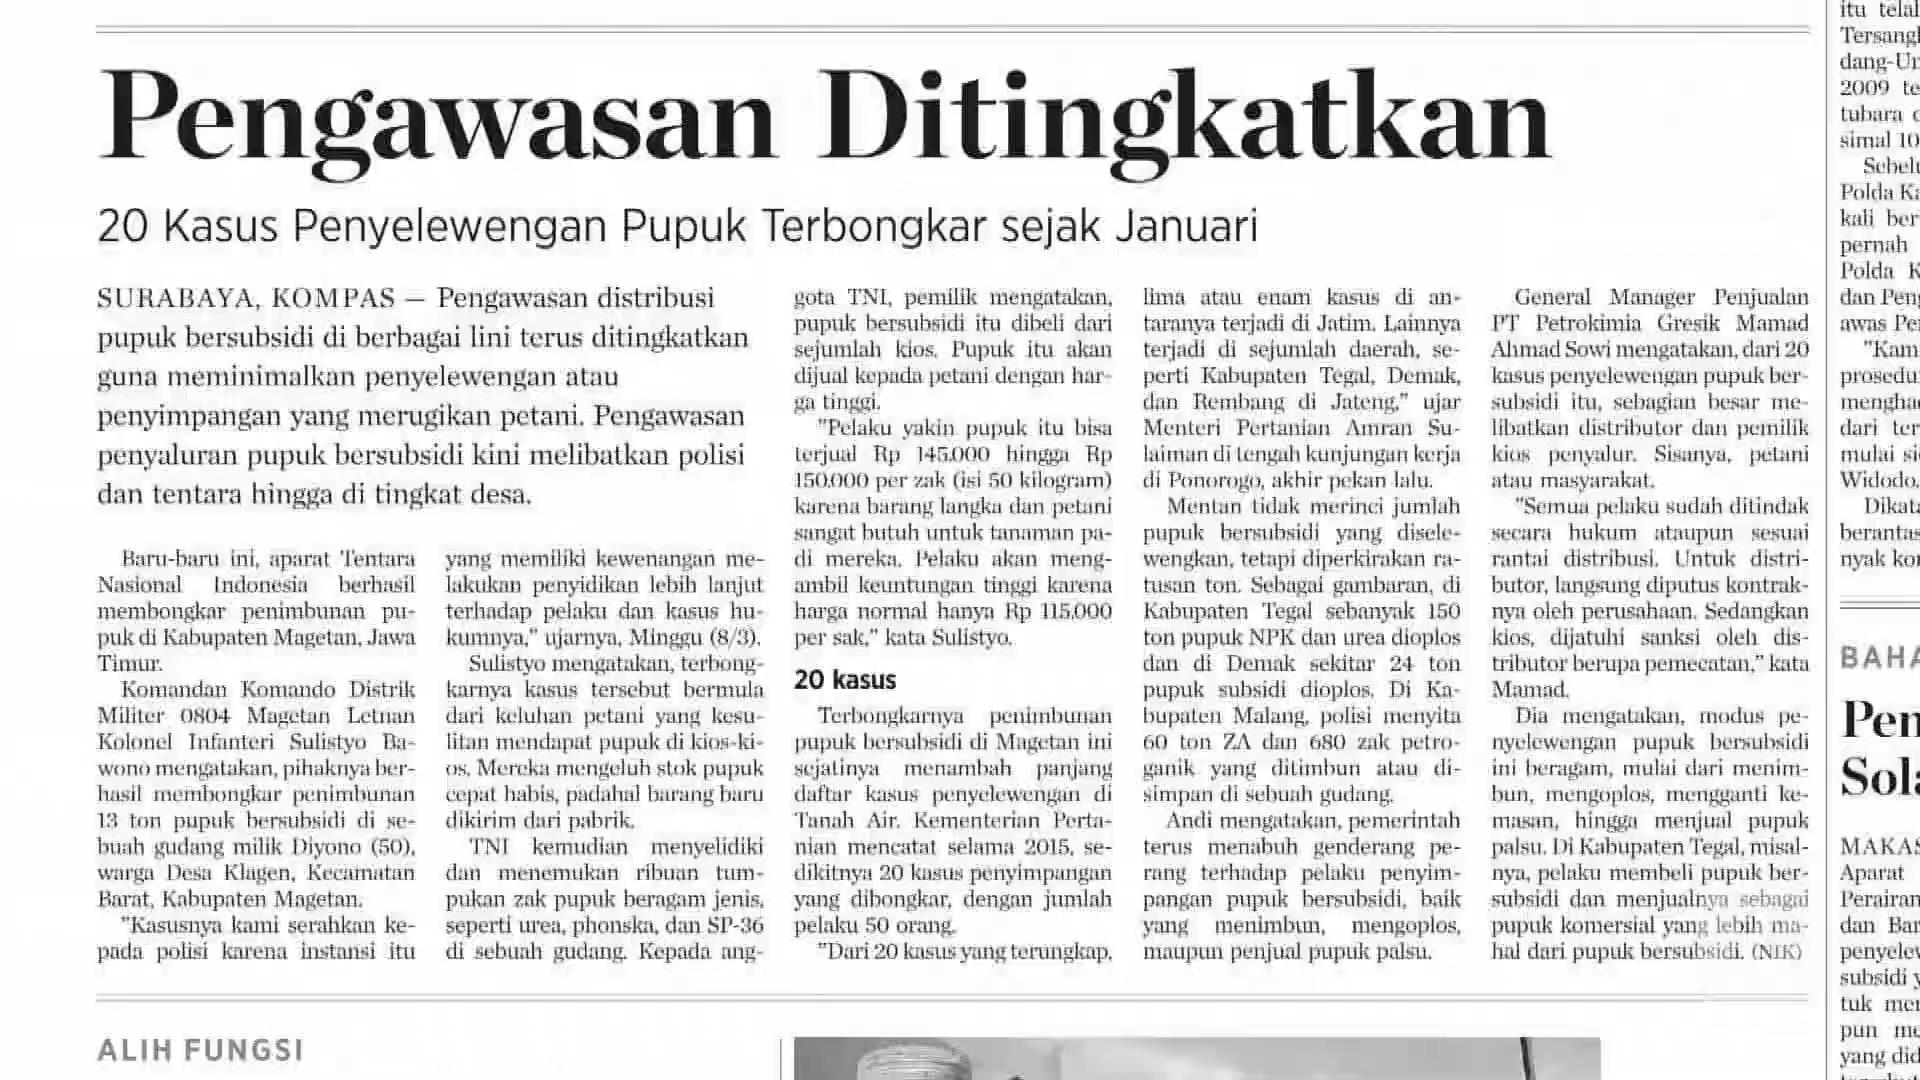 Pengawasan Ditingkatkan
20 Kasus Penyelewengan Pupuk Terbongkar sejak Januari
SURABAYA, KOMPAS — Pengawasan distribusi
pupuk bersubsidi di berbagai lini terus ditingkatkan
guna meminimalkan penyelewengan atau
penyimpangan yang merugikan petani. Pengawasan
penyaluran pupuk bersubsidi kini melibatkan polisi
dan tentara hingga di tingkat desa.
Baru-baru ini, aparat Tentara
Nasional Indonesia berhasil
membongkar penimbunan pu-
puk di Kabupaten Magetan, Jawa
Timur.
Komandan Komando Distrik
Militer 0804 Magetan Letnan
Kolonel Infanteri Sulistyo Ba-
wono mengatakan, pihaknya ber-
hasil membongkar penimbunan
13 ton pupuk bersubsidi di se-
buah gudang milik Diyono (50),
warga Desa Klagen, Kecamatan
Barat, Kabupaten Magetan.
"Kasusnya kami serahkan ke-
pada polisi karena instansi itu
yang memiliki kewenangan me-
lakukan penyidikan lebih lanjut
terhadap pelaku dan kasus hu-
kumnya," ujarnya, Minggu (8/3).
Sulistyo mengatakan, terbong-
karnya kasus tersebut bermula
dari keluhan petani yang kesu-
litan mendapat pupuk di kios-ki-
os. Mereka mengeluh stok pupuk
cepat habis, padahal barang baru
dikirim dari pabrik.
TNI kemudian menyelidiki
dan menemukan ribuan tum-
pukan zak pupuk beragam jenis,
seperti urea, phonska, dan SP-36
di sebuah gudang. Kepada ang-
gota TNI, pemilik mengatakan,
pupuk bersubsidi itu dibeli dari
sejumlah kios. Pupuk itu akan
dijual kepada petani dengan har-
ga tinggi.
"Pelaku yakin pupuk itu bisa
terjual Rp 145.000 hingga Rp
150.000 per zak (isi 50 kilogram)
karena barang langka dan petani
sangat butuh untuk tanaman pa-
di mereka. Pelaku akan meng-
ambil keuntungan tinggi karena
harga normal hanya Rp 115.000
per sak," kata Sulistyo.
20 kasus
Terbongkarnya penimbunan
pupuk bersubsidi di Magetan ini
sejatinya menambah panjang
daftar kasus penyelewengan di
Tanah Air. Kementerian Perta-
nian mencatat selama 2015, se-
dikitnya 20 kasus penyimpangan
yang dibongkar, dengan jumlah
pelaku 50 orang.
"Dari 20 kasus yang terungkap,
lima atau enam kasus di an-
taranya terjadi di Jatim. Lainnya
terjadi di sejumlah daerah, se-
perti Kabupaten Tegal, Demak,
dan Rembang di Jateng," ujar
Menteri Pertanian Amran Su-
laiman di tengah kunjungan kerja
di Ponorogo, akhir pekan lalu.
Mentan tidak merinci jumlah
pupuk bersubsidi yang disele-
wengkan, tetapi diperkirakan ra-
tusan ton. Sebagai gambaran, di
Kabupaten Tegal sebanyak 150
ton pupuk NPK dan urea dioplos
dan di Demak sekitar 24 ton
pupuk subsidi dioplos. Di Ka-
bupaten Malang, polisi menyita
60 ton ZA dan 680 zak petro-
ganik yang ditimbun atau di-
simpan di sebuah gudang.
Andi mengatakan, pemerintah
terus menabuh genderang pe-
rang terhadap pelaku penyim-
pangan pupuk bersubsidi, baik
yang menimbun, mengoplos,
maupun penjual pupuk palsu.
General Manager Penjualan
PT Petrokimia Gresik Mamad
Ahmad Sowi mengatakan, dari 20
kasus penyelewengan pupuk ber-
subsidi itu, sebagian besar me-
libatkan distributor dan pemilik
kios penyalur. Sisanya, petani
atau masyarakat.
"Semua pelaku sudah ditindak
secara hukum ataupun sesuai
rantai distribusi. Untuk distri-
butor, langsung diputus kontrak-
nya oleh perusahaan. Sedangkan
kios, dijatuhi sanksi oleh dis-
tributor berupa pemecatan," kata
Mamad.
Dia mengatakan, modus pe-
nyelewengan pupuk bersubsidi
ini beragam, mulai dari menim-
bun, mengoplos, mengganti ke-
masan, hingga menjual pupuk
palsu. Di Kabupaten Tegal, misal-
nya, pelaku membeli pupuk ber-
subsidi dan menjualnya sebagai
pupuk komersial yang lebih ma-
hal dari pupuk bersubsidi. (NIK)
ALIH FUNGSI
itu
2009
simal 10
Polda
kali ber
pernah
Polda
dan
awas
dari
mulai
Widodo.
nyak
MAKAS
Aparat
dan
subsidi
pun
yang